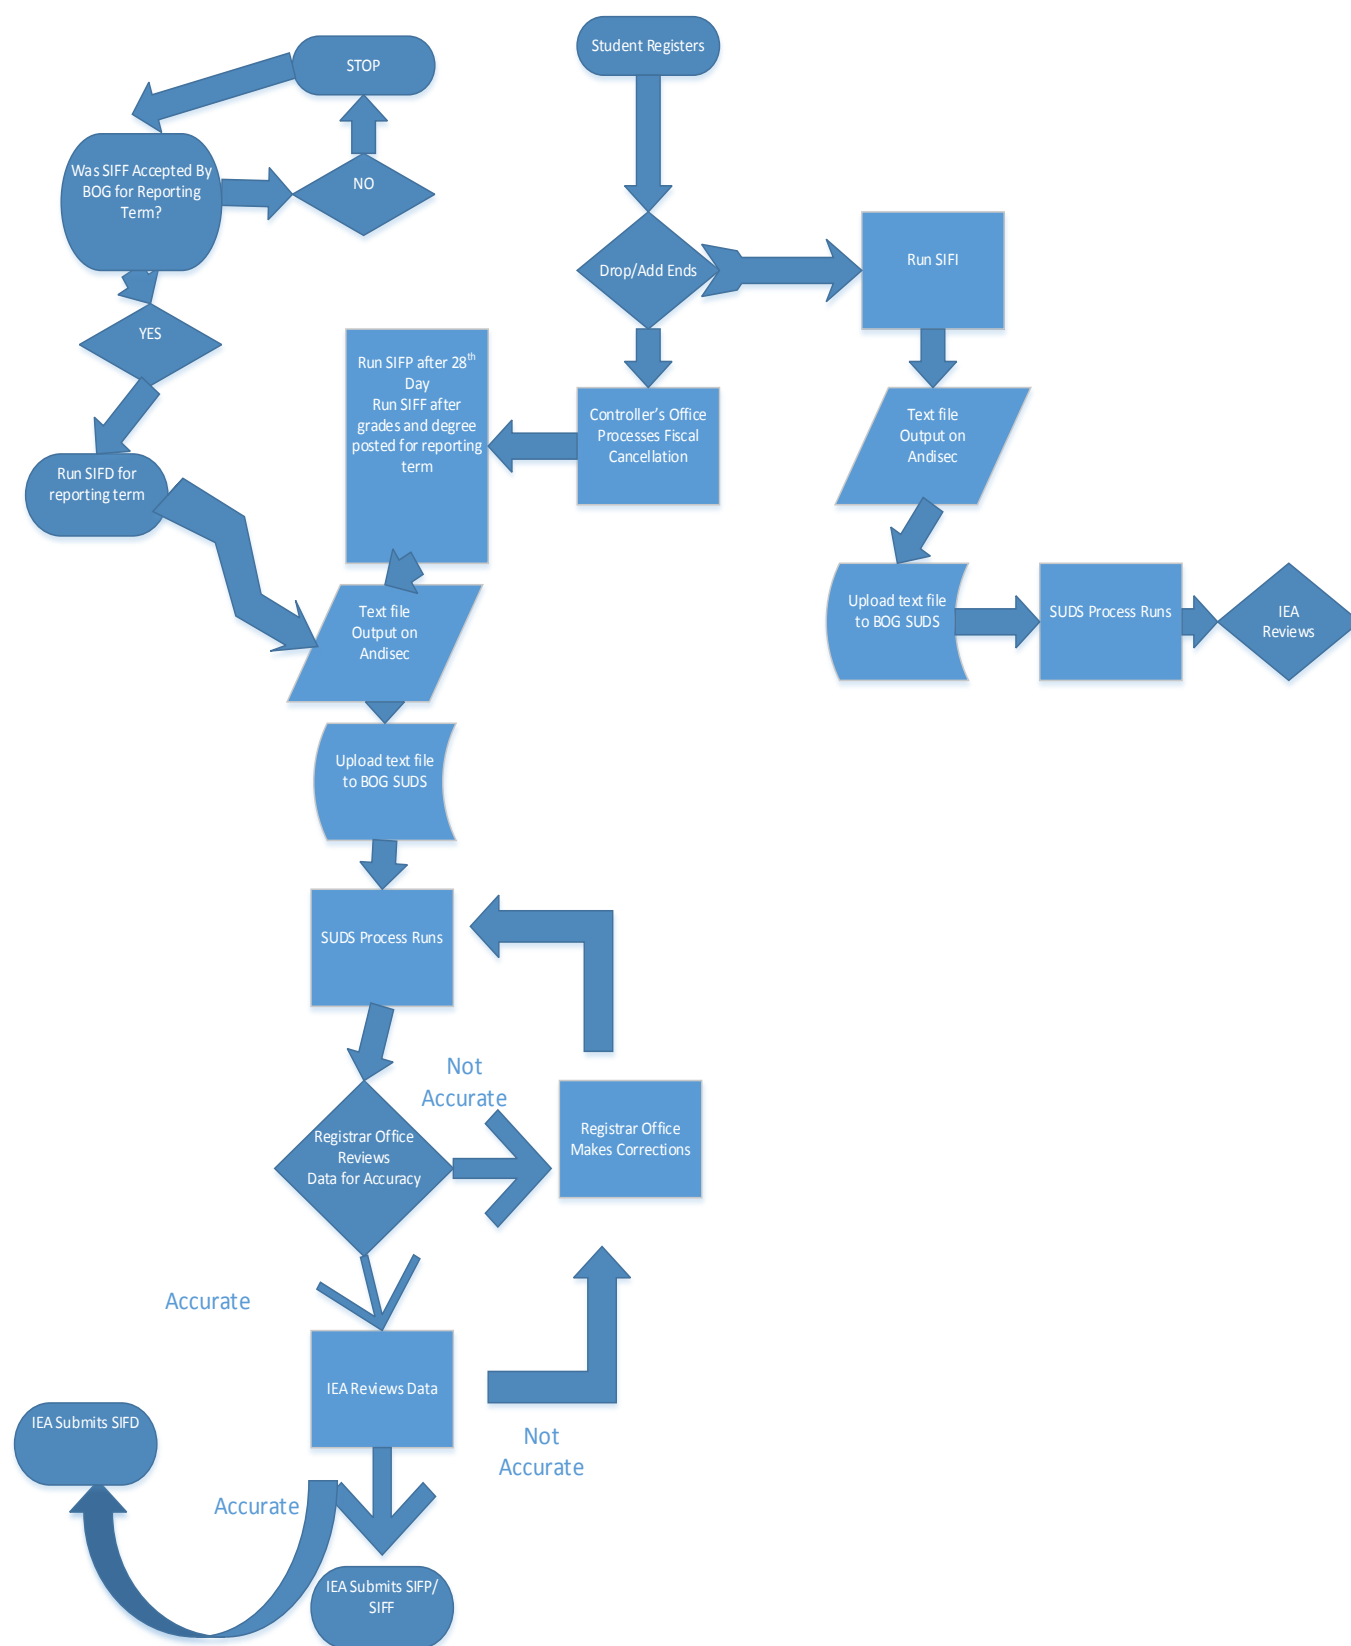 Student Registers
STOP
Was SIFF Accepted By
BOG for Reporting
Term?
NO
Drop/Add Ends
Run SIFI
YES
Run SIFP after 28th
Day
Run SIFF after
grades and degree
posted for reporting
term
Controller's Office
Processes Fiscal
Cancellation
Text file
Output on
Andisec
Run SIFD for
reporting term
Upload text file
to BOG SUDS
SUDS Process Runs
IEA
Reviews
Text file
Output on
Andisec
Upload text file
to BOG SUDS
SUDS Process Runs
Not
Accurate
Registrar Office
Reviews
Data for Accuracy
Registrar Office
Makes Corrections
Accurate
IEA Reviews Data
Not
Accurate
IEA Submits SIFD
Accurate
IEA Submits SIFP/
SIFF